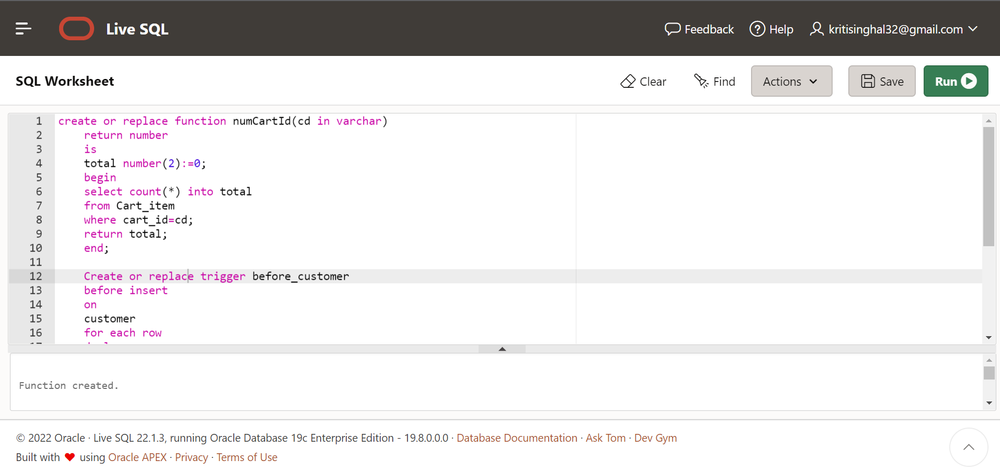 Live SQL
Feedback
Help
kritisinghal32@gmail.com
SQL Worksheet
Clear
Find
Actions
Save
Run
1 create or replace function numCartId(cd in varchar)
2 return number
3 is
4 total number(2):=0;
5 begin
6 select count(*) into total
7 from Cart_item
8 where cart_id=cd;
9 return total;
10 end;
11
12 Create or replace trigger before_customer
13 before insert
14 on
15 customer
16 for each row
Function created.
© 2022 Oracle · Live SQL 22.1.3, running Oracle Database 19c Enterprise Edition - 19.8.0.0.0 · Database Documentation · Ask Tom · Dev Gym
Built with ❤ using Oracle APEX · Privacy · Terms of Use